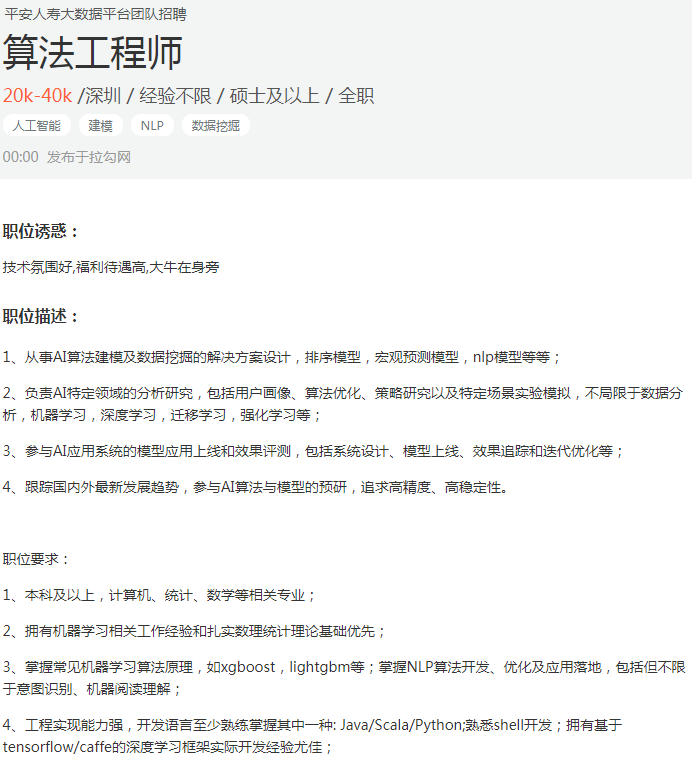 平安人寿大数据平台团队招聘
算法工程师
20k-40k /深圳 / 经验不限 / 硕士及以上 / 全职
人工智能 建模 NLP 数据挖掘
00:00 发布于拉勾网
职位诱惑：
技术氛围好,福利待遇高,大牛在身旁
职位描述：
1、从事AI算法建模及数据挖掘的解决方案设计，排序模型，宏观预测模型，nlp模型等等；
2、负责AI特定领域的分析研究，包括用户画像、算法优化、策略研究以及特定场景实验模拟，不局限于数据分
析，机器学习，深度学习，迁移学习，强化学习等；
3、参与AI应用系统的模型应用上线和效果评测，包括系统设计、模型上线、效果追踪和迭代优化等；
4、跟踪国内外最新发展趋势，参与AI算法与模型的预研，追求高精度、高稳定性。
职位要求：
1、本科及以上，计算机、统计、数学等相关专业；
2、拥有机器学习相关工作经验和扎实数理统计理论基础优先；
3、掌握常见机器学习算法原理，如xgboost，lightgbm等；掌握NLP算法开发、优化及应用落地，包括但不限
于意图识别、机器阅读理解；
4、工程实现能力强，开发语言至少熟练掌握其中一种: Java/Scala/Python;熟悉shell开发；拥有基于
tensorflow/caffe的深度学习框架实际开发经验尤佳；